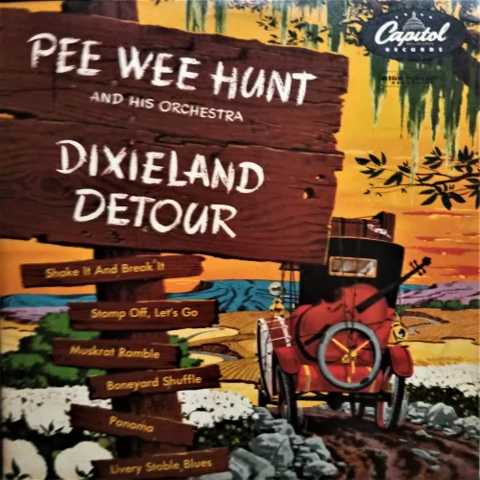 PEE WEE HUNT
AND HIS ORCHESTRA
DIXIELAND
DETOUR
Capitol
RECORDS
Shake It And Break It
Stomp Off, Let's Go
Muskrat Ramble
Boneyard Shuffle
Panama
Livery Stable Blues